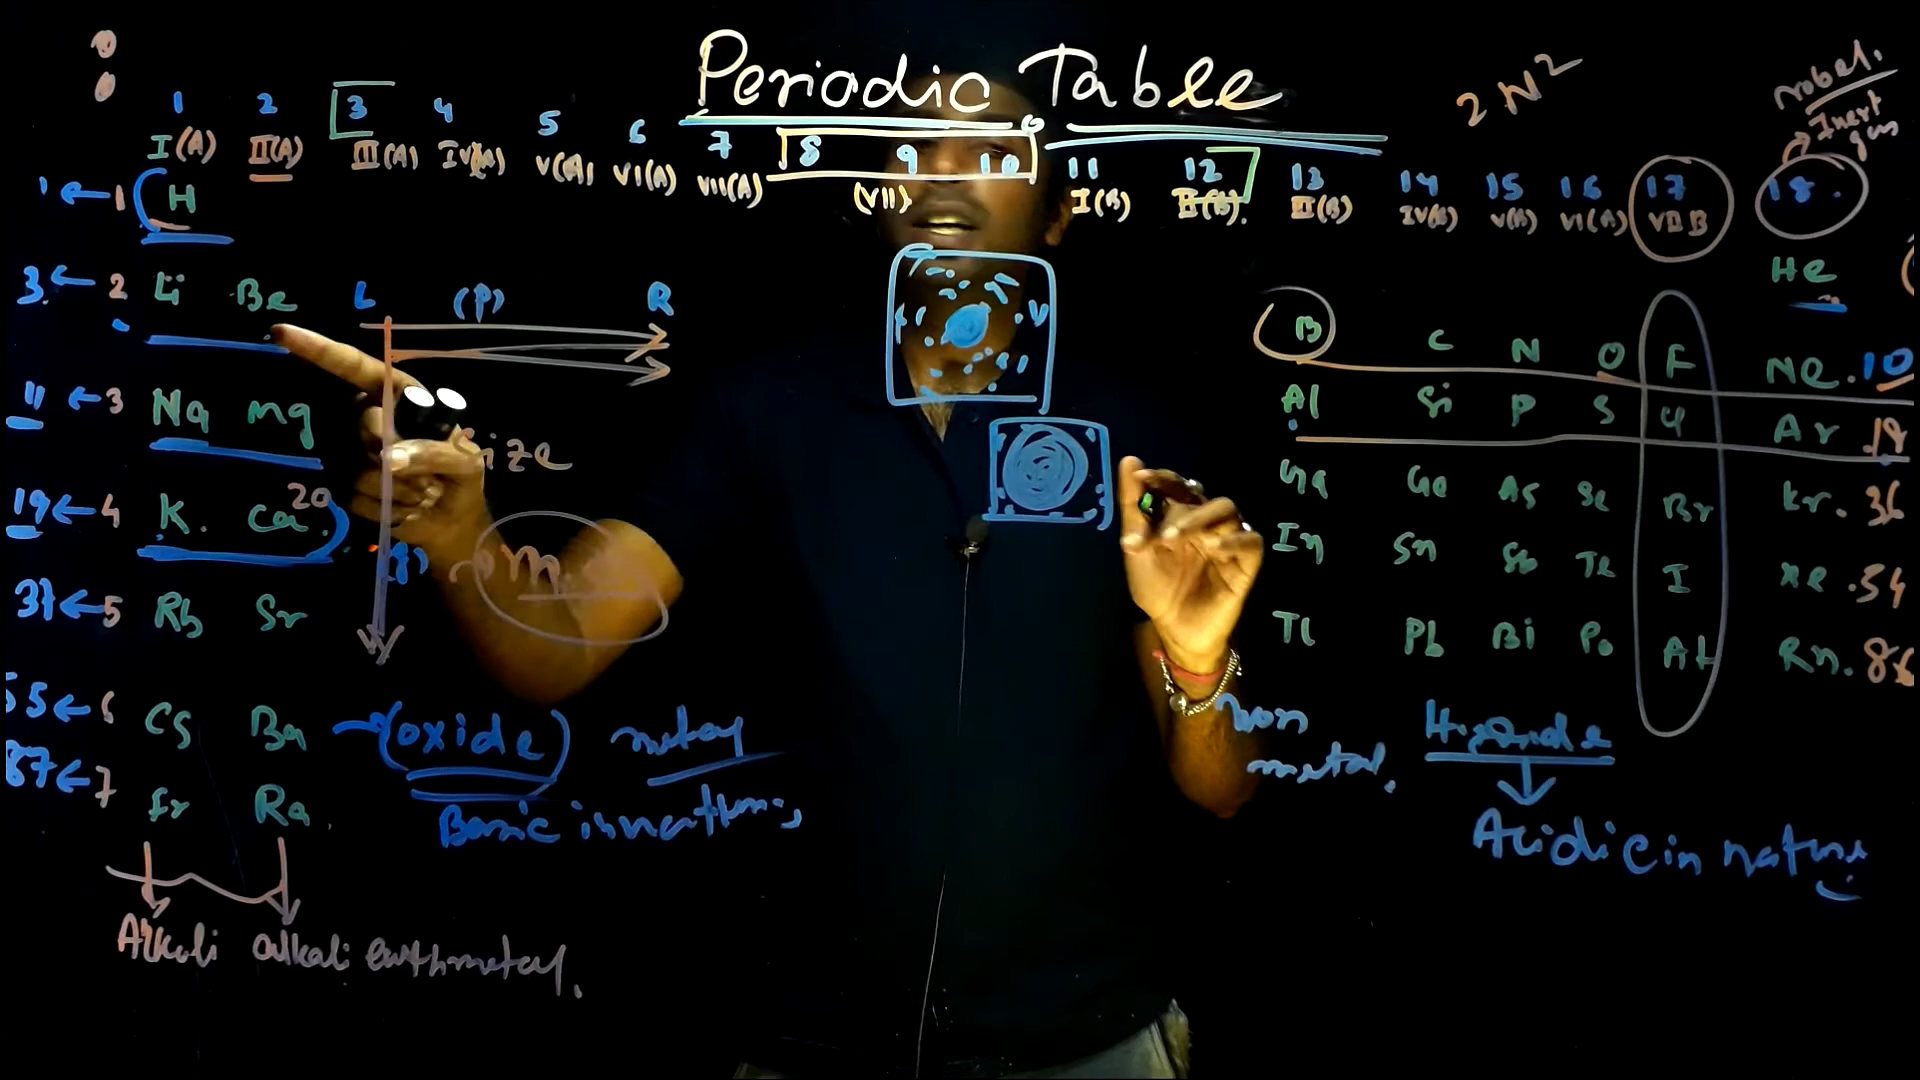 Periodic Table
2 N²
Nobel.
Inert
gas
1 2 3 4 5 6 7 8 9 10 11 12 13 14 15 16 17 18.
I(A) II(A) III(A) V(A) VI(A) VII(A) (VII) I(B) II(B). III(B) V(A) VI(A) VII B
1 ← 1 H
He
3 ← 2 Li Be L (P) R
B C N O F Ne . 10
11 ← 3 Na Mg
Al Si P S Cl Ar 18
Size
19 ← 4 K. Ca 20
Ga Ge As Se Br Kr. 36
(g)
In Sn Sb Te I Xe . 54
37 ← 5 Rb Sr
Tl Pb Bi Po At Rn. 86
55 ← 6 Cs Ba (oxide) metal
Non
metal.
Hydride
87 ← 7 Fr Ra.
Basic in nature,
Acidic in nature
Alkali alkali earthmetal.